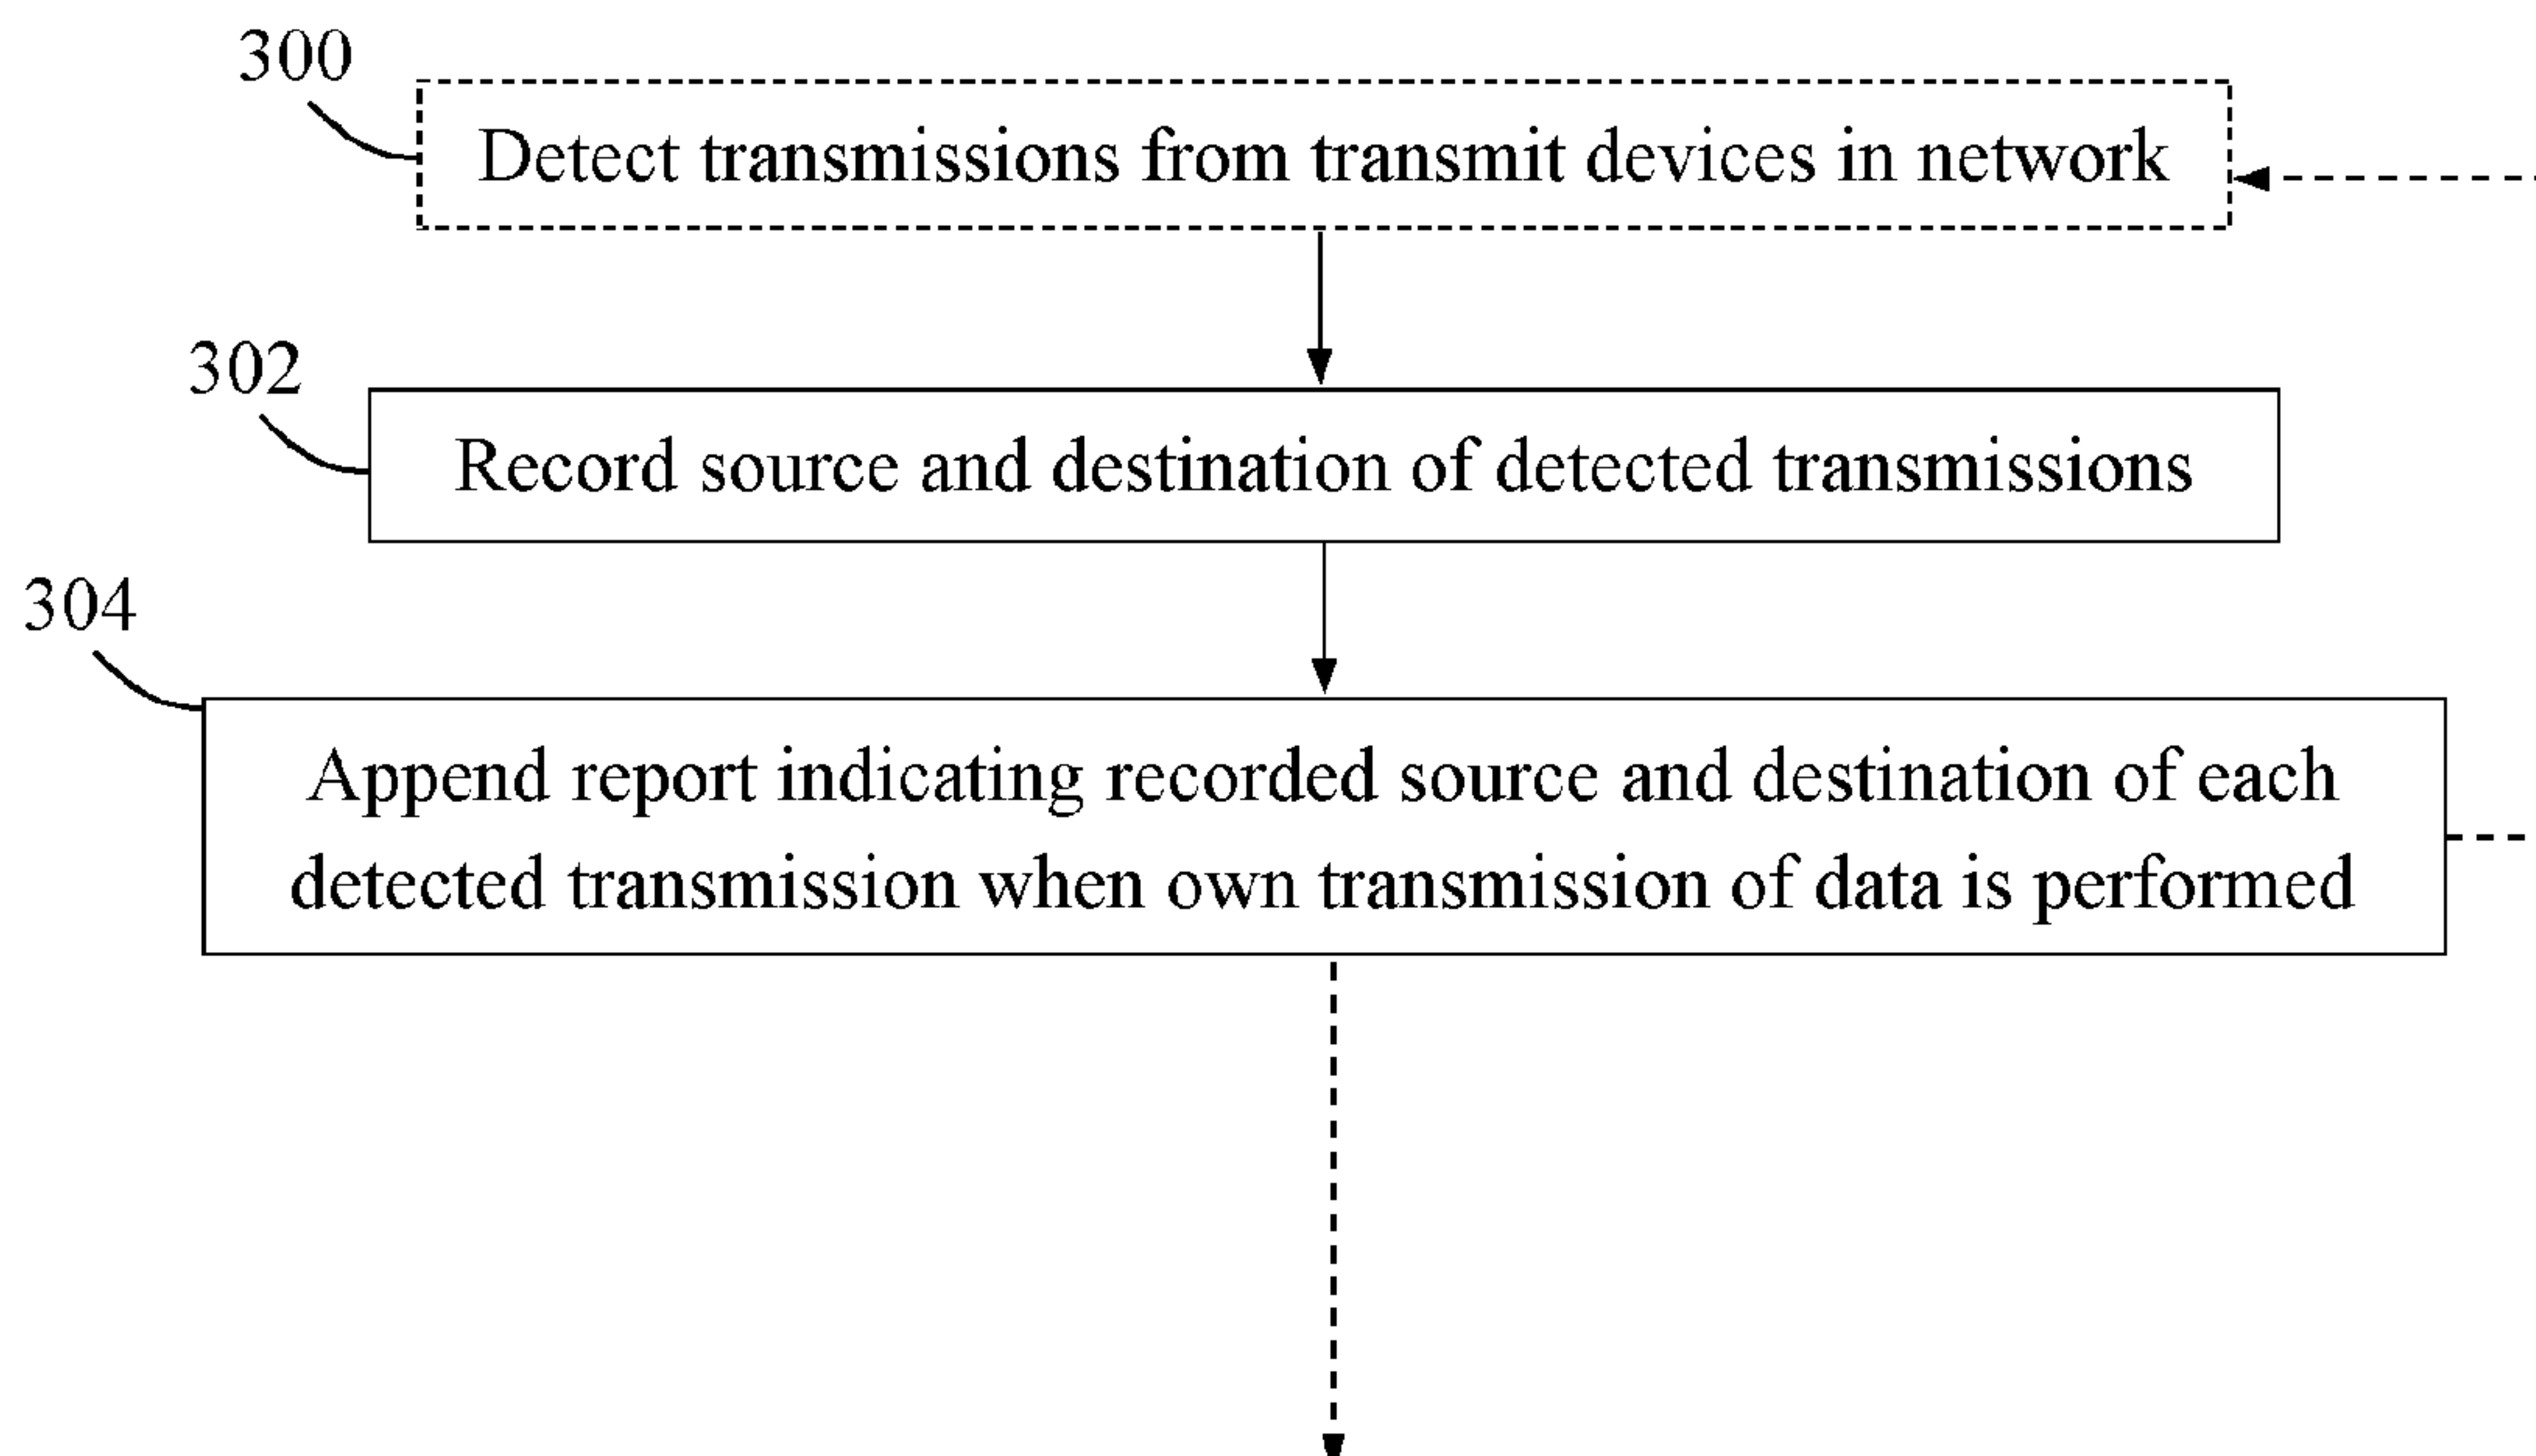 300
Detect transmissions from transmit devices in network
302
Record source and destination of detected transmissions
304
Append report indicating recorded source and destination of each
detected transmission when own transmission of data is performed